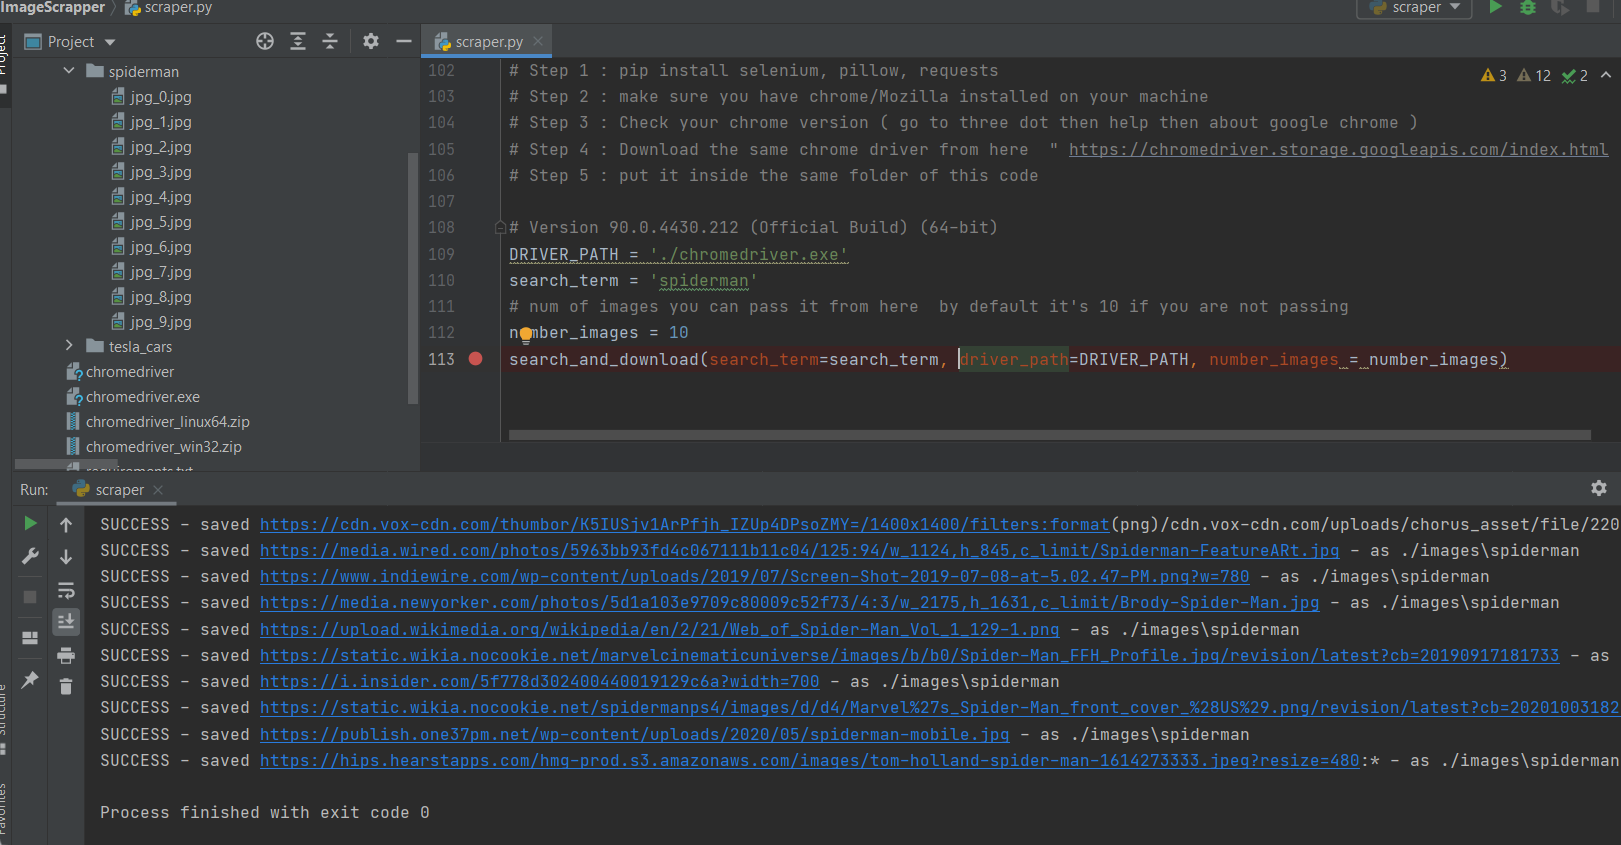 ImageScrapper scraper.py scraper
Project
Project scraper.py
spiderman
jpg_0.jpg
jpg_1.jpg
jpg_2.jpg
jpg_3.jpg
jpg_4.jpg
jpg_5.jpg
jpg_6.jpg
jpg_7.jpg
jpg_8.jpg
jpg_9.jpg
tesla_cars
chromedriver
chromedriver.exe
chromedriver_linux64.zip
chromedriver_win32.zip
requirements.txt
3 12 2
102 # Step 1 : pip install selenium, pillow, requests
103 # Step 2 : make sure you have chrome/Mozilla installed on your machine
104 # Step 3 : Check your chrome version ( go to three dot then help then about google chrome )
105 # Step 4 : Download the same chrome driver from here " https://chromedriver.storage.googleapis.com/index.html
106 # Step 5 : put it inside the same folder of this code
107
108 # Version 90.0.4430.212 (Official Build) (64-bit)
109 DRIVER_PATH = './chromedriver.exe'
110 search_term = 'spiderman'
111 # num of images you can pass it from here by default it's 10 if you are not passing
112 number_images = 10
113 search_and_download(search_term=search_term, driver_path=DRIVER_PATH, number_images = number_images)
Run: scraper
SUCCESS - saved https://cdn.vox-cdn.com/thumbor/K5IUSjv1ArPfjh_IZUp4DPsoZMY=/1400x1400/filters:format(png)/cdn.vox-cdn.com/uploads/chorus_asset/file/220
SUCCESS - saved https://media.wired.com/photos/5963bb93fd4c067111b11c04/125:94/w_1124,h_845,c_limit/Spiderman-FeatureARt.jpg - as ./images\spiderman
SUCCESS - saved https://www.indiewire.com/wp-content/uploads/2019/07/Screen-Shot-2019-07-08-at-5.02.47-PM.png?w=780 - as ./images\spiderman
SUCCESS - saved https://media.newyorker.com/photos/5d1a103e9709c80009c52f73/4:3/w_2175,h_1631,c_limit/Brody-Spider-Man.jpg - as ./images\spiderman
SUCCESS - saved https://upload.wikimedia.org/wikipedia/en/2/21/Web_of_Spider-Man_Vol_1_129-1.png - as ./images\spiderman
SUCCESS - saved https://static.wikia.nocookie.net/marvelcinematicuniverse/images/b/b0/Spider-Man_FFH_Profile.jpg/revision/latest?cb=20190917181733 - as
SUCCESS - saved https://i.insider.com/5f778d302400440019129c6a?width=700 - as ./images\spiderman
SUCCESS - saved https://static.wikia.nocookie.net/spidermanps4/images/d/d4/Marvel%27s_Spider-Man_front_cover_%28US%29.png/revision/latest?cb=20201003182
SUCCESS - saved https://publish.one37pm.net/wp-content/uploads/2020/05/spiderman-mobile.jpg - as ./images\spiderman
SUCCESS - saved https://hips.hearstapps.com/hmg-prod.s3.amazonaws.com/images/tom-holland-spider-man-1614273333.jpeg?resize=480:* - as ./images\spiderman
Process finished with exit code 0
Structure
Favorites